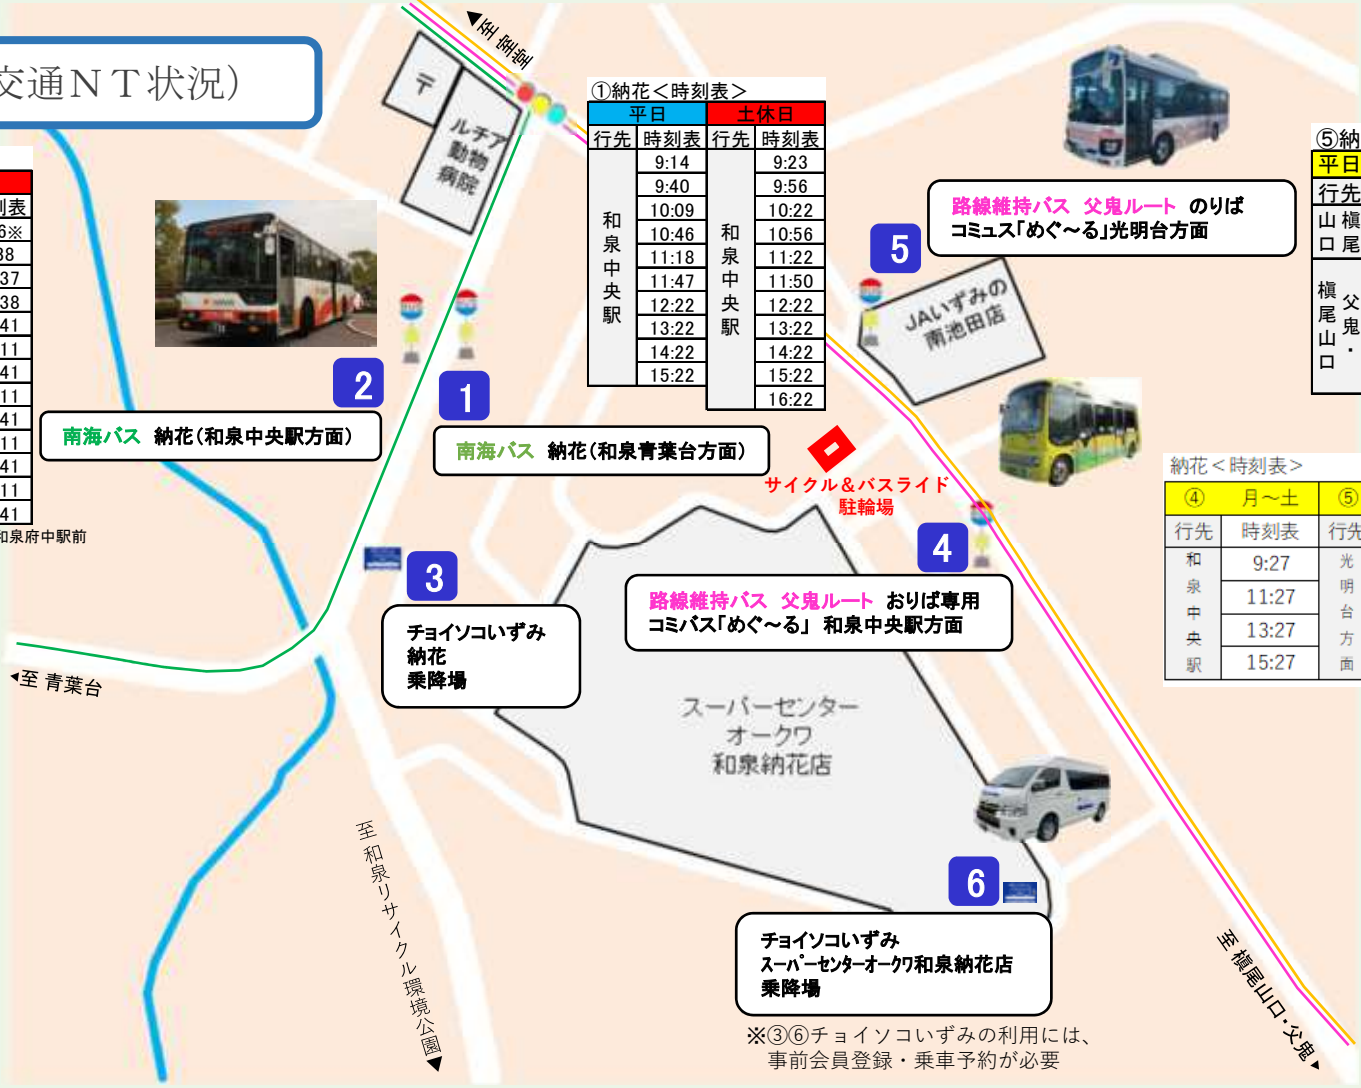 交通NT状況）
◀至 室堂
〒
ルチア
動物
病院
①納花＜時刻表＞
平日 土休日
行先 時刻表 行先 時刻表
和泉中央駅 和泉中央駅
9:14 9:23
9:40 9:56
10:09 10:22
10:46 10:56
11:18 11:22
11:47 11:50
12:22 12:22
13:22 13:22
14:22 14:22
15:22 15:22
16:22
刻表
6※
38
37
38
41
11
41
11
41
11
41
11
41
和泉府中駅前
路線維持バス 父鬼ルート のりば
コミュス「めぐ～る」光明台方面
5
⑤納
平日
行先
山口 槇尾
槇尾山口 父鬼・
JAいずみの
南池田店
2
南海バス 納花（和泉中央駅方面）
1
南海バス 納花（和泉青葉台方面）
サイクル＆バスライド
駐輪場
納花＜時刻表＞
④ 月～土 ⑤
行先 時刻表 行先
和泉中央駅 光明台方面
9:27
11:27
13:27
15:27
4
路線維持バス 父鬼ルート おりば専用
コミバス「めぐ～る」 和泉中央駅方面
3
チョイソコいずみ
納花
乗降場
◀至 青葉台
スーパーセンター
オークワ
和泉納花店
至 和泉リサイクル環境公園▶
6
チョイソコいずみ
スーパーセンターオークワ和泉納花店
乗降場
※③⑥チョイソコいずみの利用には、
事前会員登録・乗車予約が必要
至 槇尾山口・父鬼▶